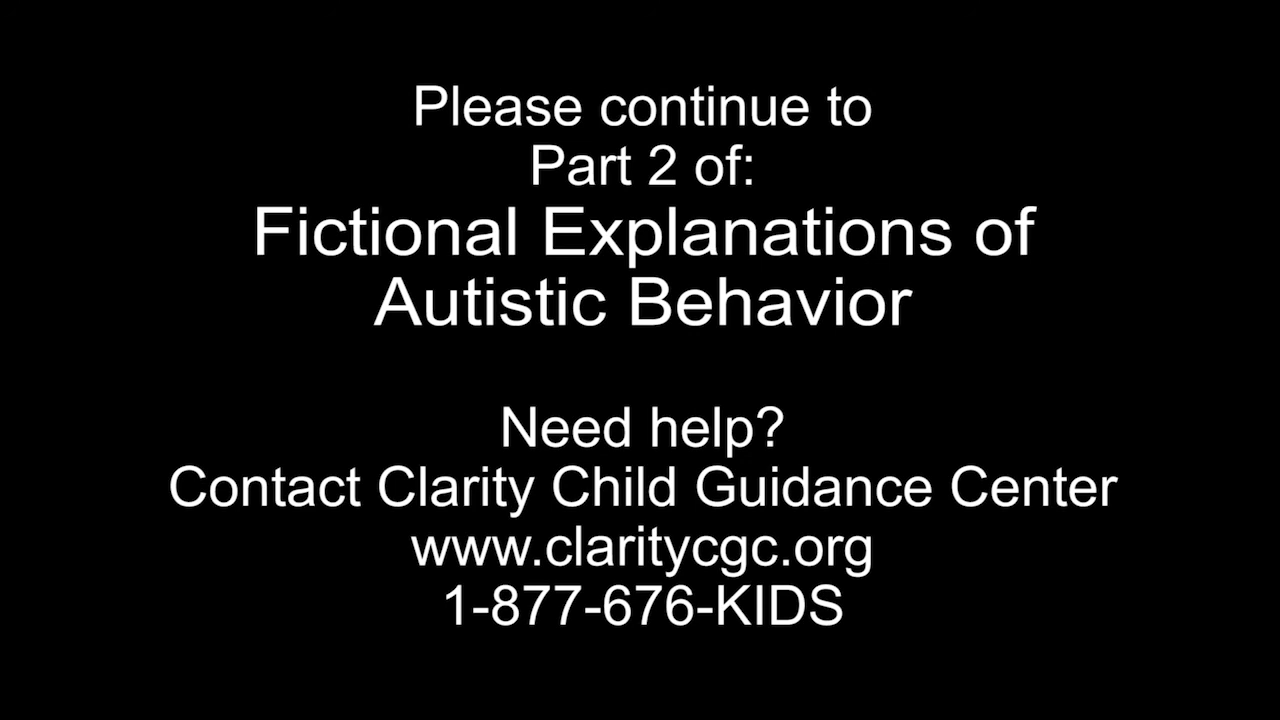 Please continue to
Part 2 of:
Fictional Explanations of
Autistic Behavior
Need help?
Contact Clarity Child Guidance Center
www.claritycgc.org
1-877-676-KIDS